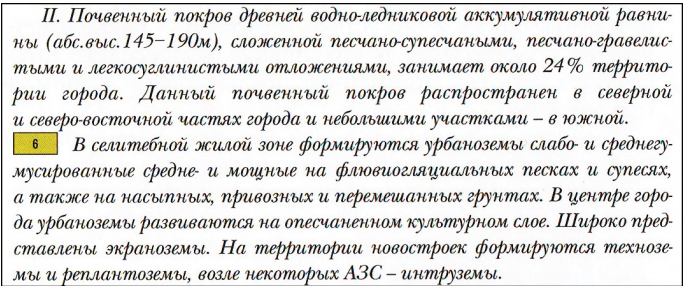 II. Почвенный покров древней водно-ледниковой аккумулятивной равни-
ны (абс.выс.145–190м), сложенной песчано-супесчаными, песчано-гравелис-
тыми и легкосуглинистыми отложениями, занимает около 24% террито-
рии города. Данный почвенный покров распространен в северной
и северо-восточной частях города и небольшими участками – в южной.
6 В селитебной жилой зоне формируются урбаноземы слабо- и среднегу-
мусированные средне- и мощные на флювиогляциальных песках и супесях,
а также на насыпных, привозных и перемешанных грунтах. В центре горо-
да урбаноземы развиваются на опесчаненном культурном слое. Широко пред-
ставлены экраноземы. На территории новостроек формируются технозе-
мы и реплантоземы, возле некоторых АЗС – интруземы.